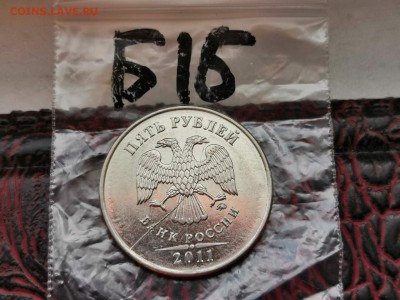 COINS.LAVE.RU
Б1Б
ПЯТЬ РУБЛЕЙ
БАНК РОССИИ
2011